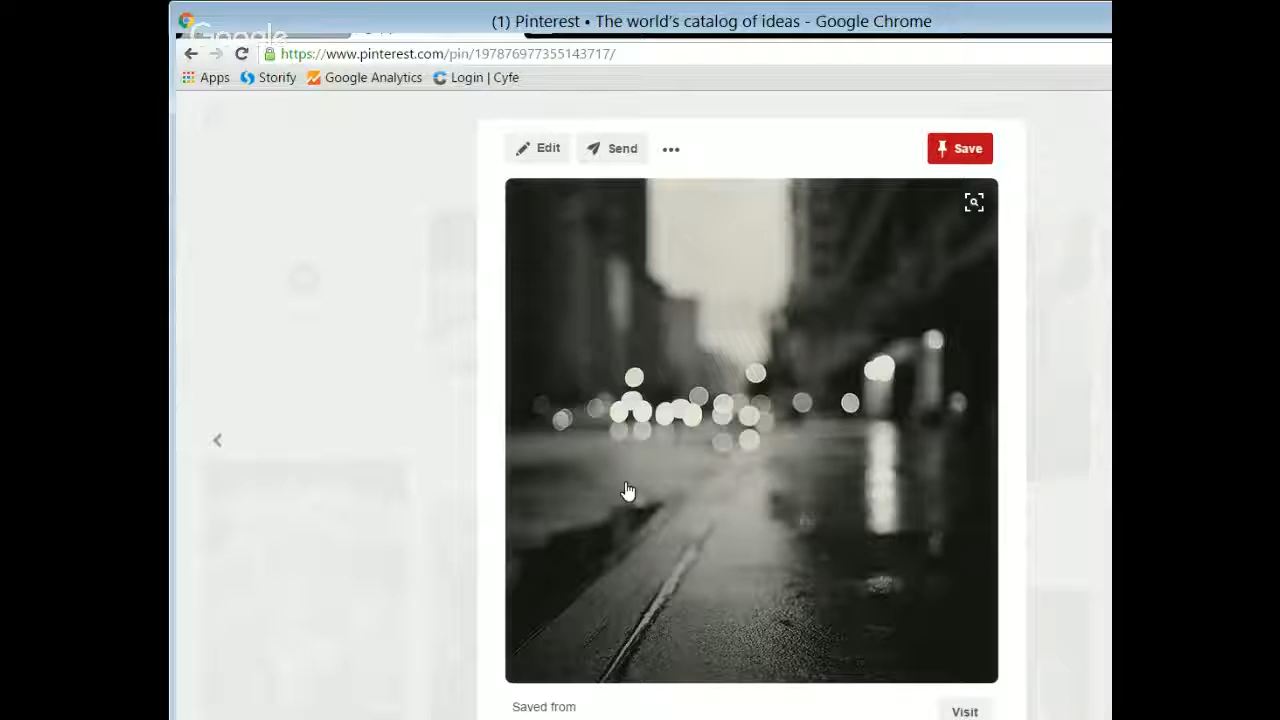 (1) Pinterest • The world's catalog of ideas - Google Chrome
Google
https://www.pinterest.com/pin/197876977355143717/
Apps Storify Google Analytics Login | Cyfe
Edit Send ••• Save
Saved from
Visit